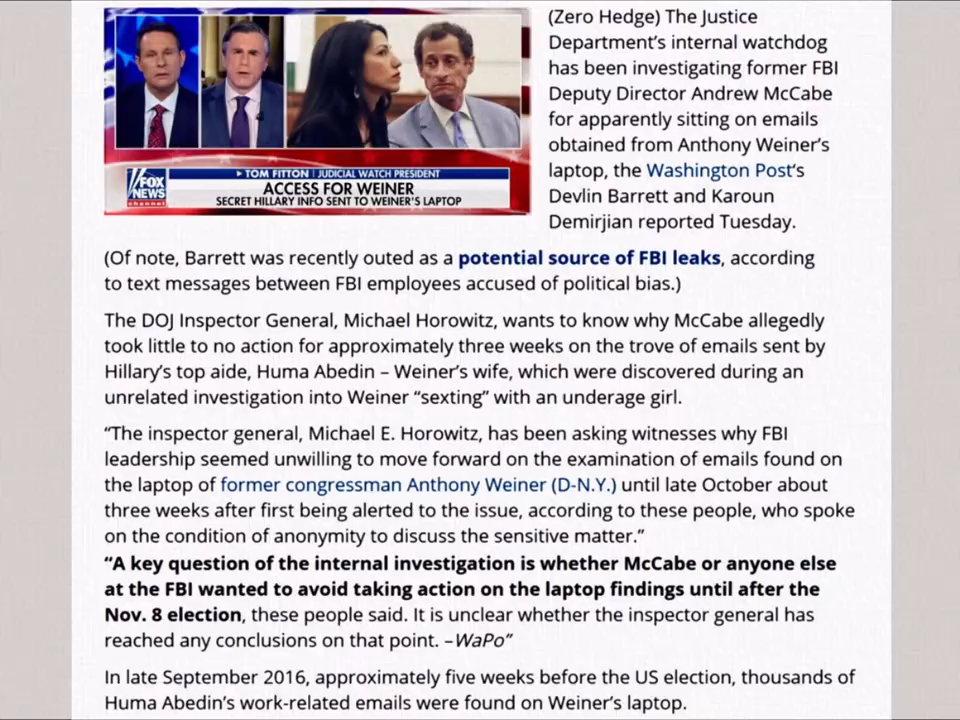 (Zero Hedge) The Justice
Department's internal watchdog
has been investigating former FBI
Deputy Director Andrew McCabe
for apparently sitting on emails
obtained from Anthony Weiner's
laptop, the Washington Post's
Devlin Barrett and Karoun
Demirjian reported Tuesday.
FOX
NEWS
channel
TOM FITTON | JUDICIAL WATCH PRESIDENT
ACCESS FOR WEINER
SECRET HILLARY INFO SENT TO WEINER'S LAPTOP
(Of note, Barrett was recently outed as a potential source of FBI leaks, according
to text messages between FBI employees accused of political bias.)
The DOJ Inspector General, Michael Horowitz, wants to know why McCabe allegedly
took little to no action for approximately three weeks on the trove of emails sent by
Hillary's top aide, Huma Abedin – Weiner's wife, which were discovered during an
unrelated investigation into Weiner “sexting” with an underage girl.
“The inspector general, Michael E. Horowitz, has been asking witnesses why FBI
leadership seemed unwilling to move forward on the examination of emails found on
the laptop of former congressman Anthony Weiner (D-N.Y.) until late October about
three weeks after first being alerted to the issue, according to these people, who spoke
on the condition of anonymity to discuss the sensitive matter.”
“A key question of the internal investigation is whether McCabe or anyone else
at the FBI wanted to avoid taking action on the laptop findings until after the
Nov. 8 election, these people said. It is unclear whether the inspector general has
reached any conclusions on that point. –WaPo”
In late September 2016, approximately five weeks before the US election, thousands of
Huma Abedin's work-related emails were found on Weiner's laptop.